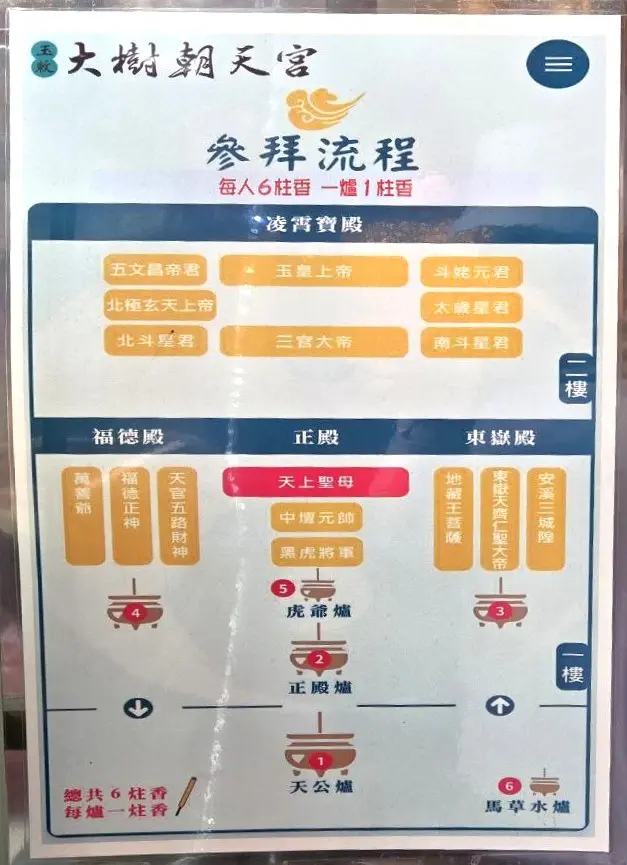 玉敕 大樹朝天宮
參拜流程
每人6柱香 一爐1柱香
凌霄寶殿
五文昌帝君 玉皇上帝 斗姥元君
北極玄天上帝 太歲星君
北斗星君 三官大帝 南斗星君
二樓
福德殿 正殿 東嶽殿
萬善爺
福德正神
天官五路財神
天上聖母
中壇元帥
黑虎將軍
地藏王菩薩
東嶽天齊仁聖大帝
安溪三城隍
4
5
虎爺爐
3
2
正殿爐
一樓
1
天公爐
總共6炷香
每爐一炷香
6
馬草水爐